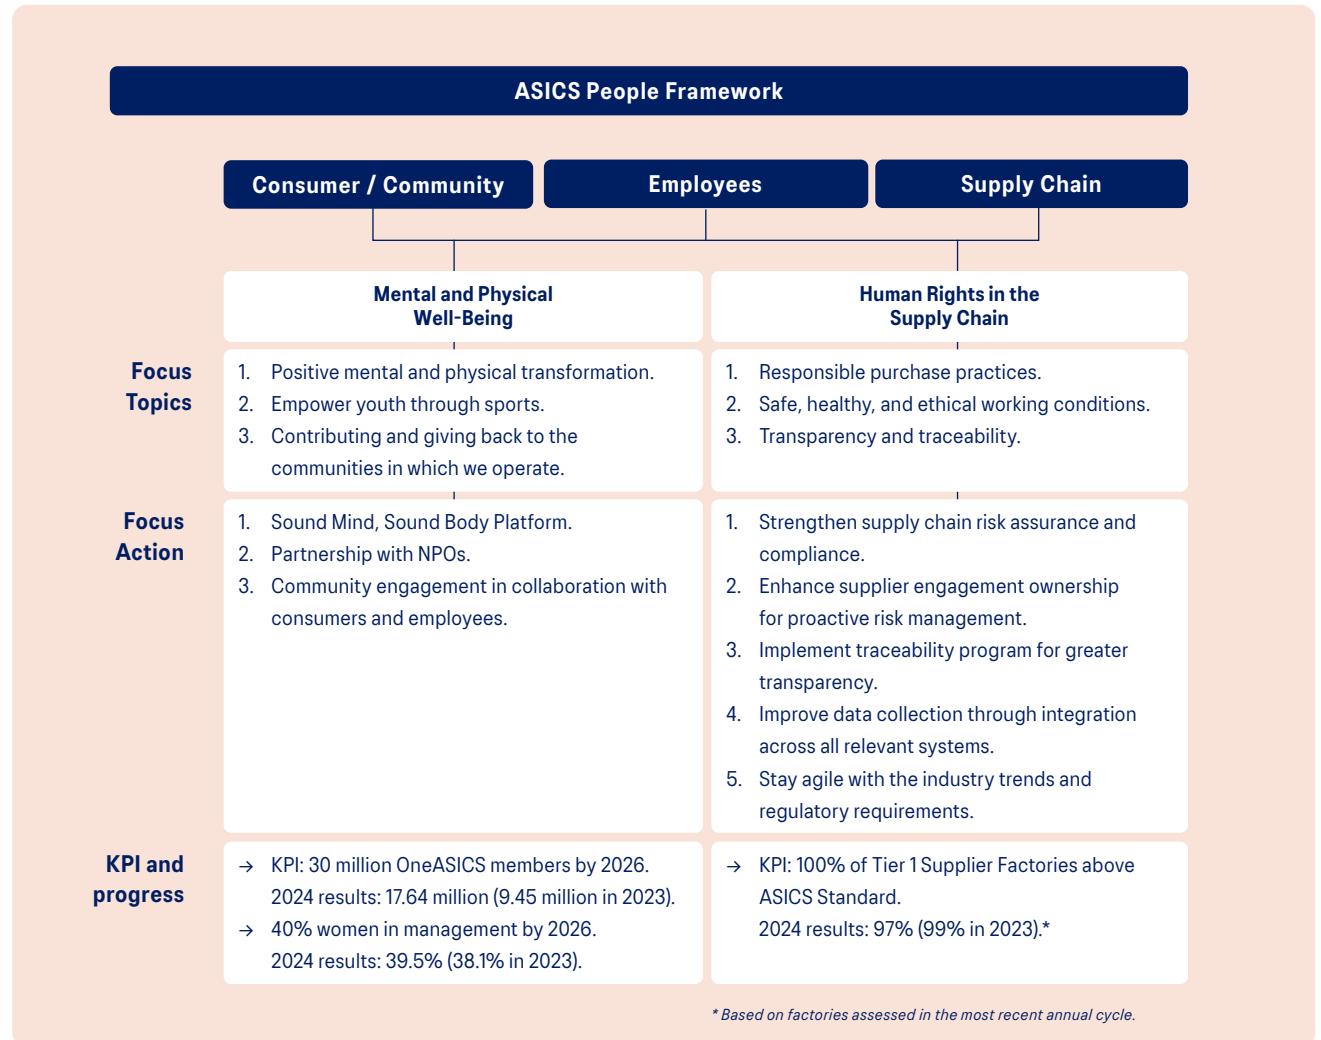 ASICS People Framework
Consumer / Community
Employees
Supply Chain
Mental and Physical
Well-Being
Human Rights in the
Supply Chain
Focus
Topics
1. Positive mental and physical transformation.
2. Empower youth through sports.
3. Contributing and giving back to the
communities in which we operate.
1. Responsible purchase practices.
2. Safe, healthy, and ethical working conditions.
3. Transparency and traceability.
Focus
Action
1. Sound Mind, Sound Body Platform.
2. Partnership with NPOs.
3. Community engagement in collaboration with
consumers and employees.
1. Strengthen supply chain risk assurance and
compliance.
2. Enhance supplier engagement ownership
for proactive risk management.
3. Implement traceability program for greater
transparency.
4. Improve data collection through integration
across all relevant systems.
5. Stay agile with the industry trends and
regulatory requirements.
KPI and
progress
→ KPI: 30 million OneASICS members by 2026.
2024 results: 17.64 million (9.45 million in 2023).
→ 40% women in management by 2026.
2024 results: 39.5% (38.1% in 2023).
→ KPI: 100% of Tier 1 Supplier Factories above
ASICS Standard.
2024 results: 97% (99% in 2023).*
* Based on factories assessed in the most recent annual cycle.